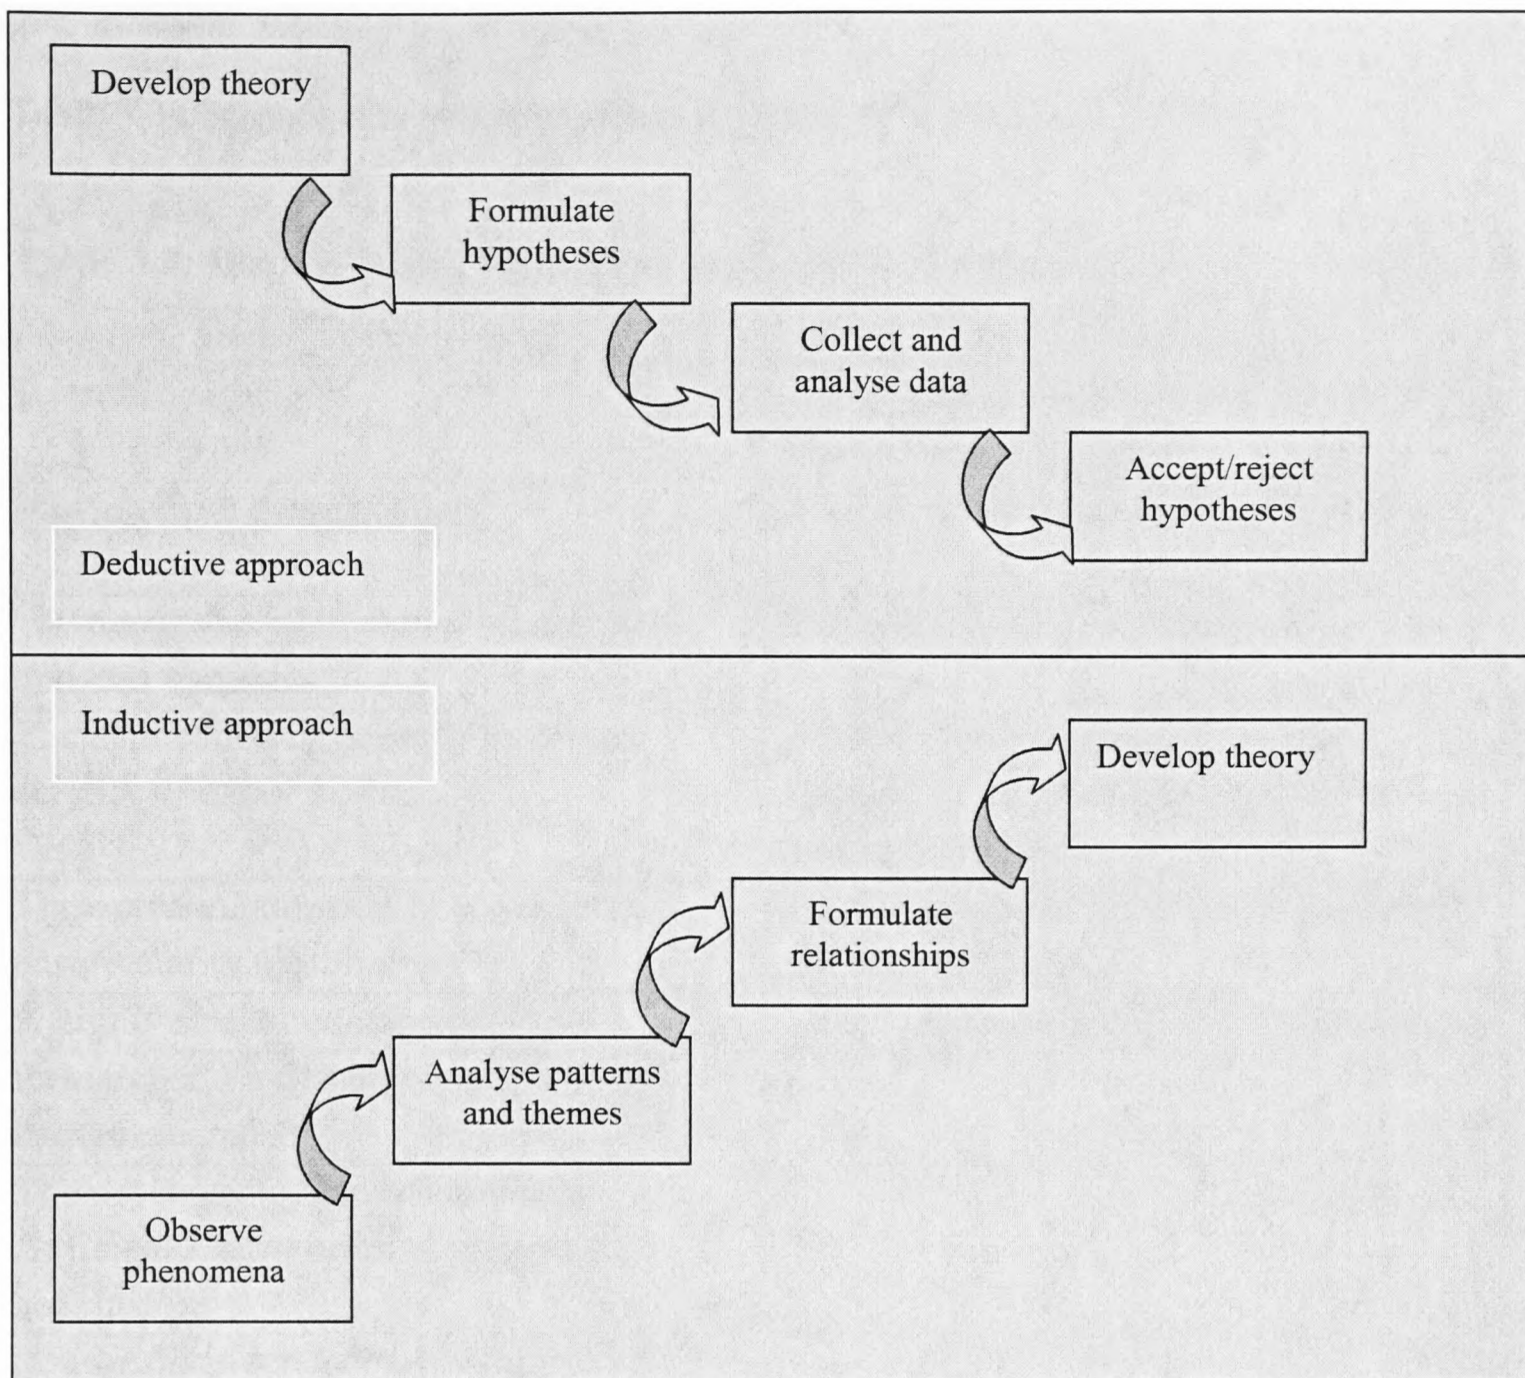 Develop theory
Formulate
hypotheses
Collect and
analyse data
Accept/reject
hypotheses
Deductive approach
Inductive approach
Develop theory
Formulate
relationships
Analyse patterns
and themes
Observe
phenomena